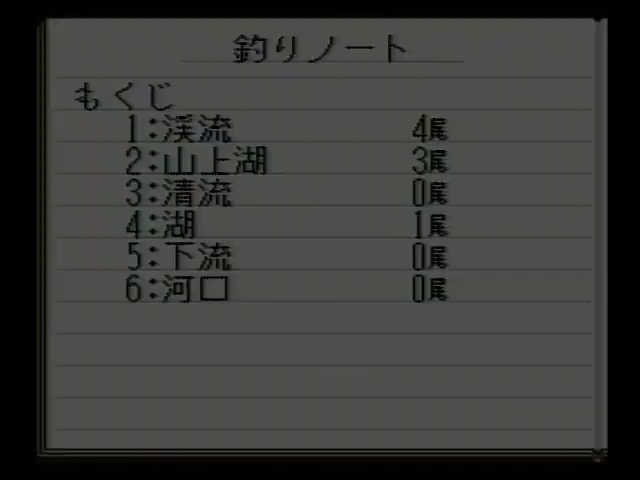 釣りノート
もくじ
1:渓流 4尾
2:山上湖 3尾
3:清流 0尾
4:湖 1尾
5:下流 0尾
6:河口 0尾